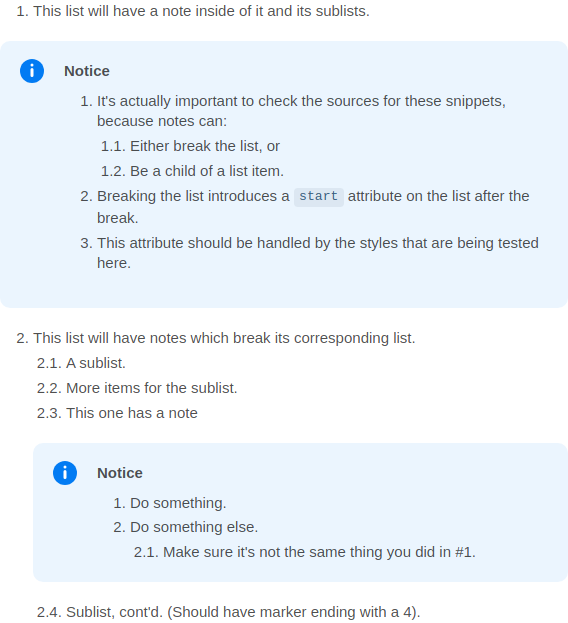 1. This list will have a note inside of it and its sublists.
Notice
1. It's actually important to check the sources for these snippets,
because notes can:
1.1. Either break the list, or
1.2. Be a child of a list item.
2. Breaking the list introduces a start attribute on the list after the
break.
3. This attribute should be handled by the styles that are being tested
here.
2. This list will have notes which break its corresponding list.
2.1. A sublist.
2.2. More items for the sublist.
2.3. This one has a note
Notice
1. Do something.
2. Do something else.
2.1. Make sure it's not the same thing you did in #1.
2.4. Sublist, cont'd. (Should have marker ending with a 4).